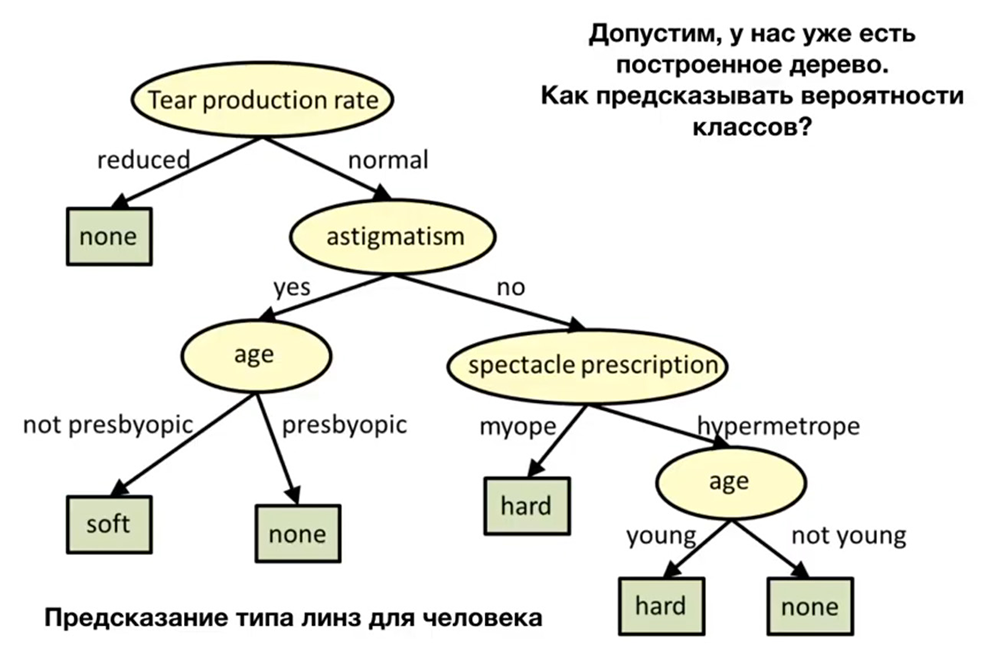 Допустим, у нас уже есть
построенное дерево.
Как предсказывать вероятности
классов?
Tear production rate
reduced
normal
none
astigmatism
yes
no
age
spectacle prescription
not presbyopic
presbyopic
myope
hypermetrope
soft
none
hard
age
young
not young
hard
none
Предсказание типа линз для человека